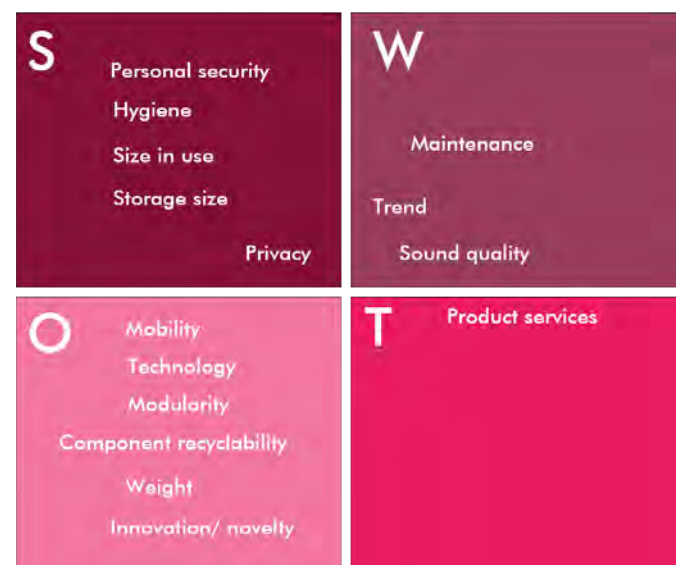 S
Personal security
Hygiene
Size in use
Storage size
Privacy
W
Maintenance
Trend
Sound quality
O
Mobility
Technology
Modularity
Component recyclability
Weight
Innovation/ novelty
T
Product services